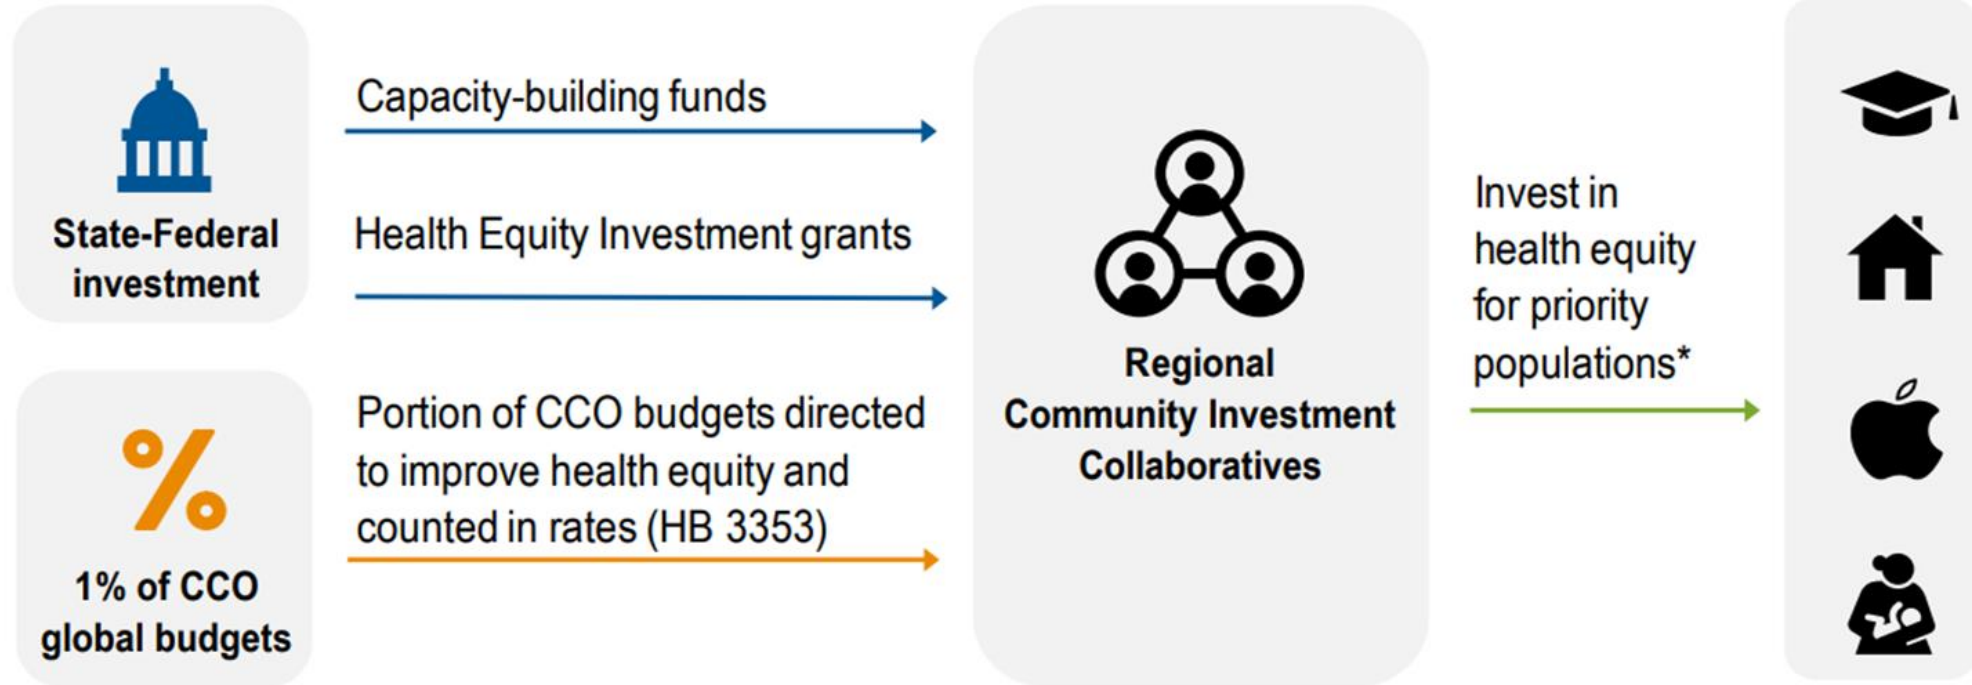 State-Federal
investment
Capacity-building funds
Health Equity Investment grants
1% of CCO
global budgets
Portion of CCO budgets directed
to improve health equity and
counted in rates (HB 3353)
Regional
Community Investment
Collaboratives
Invest in
health equity
for priority
populations*